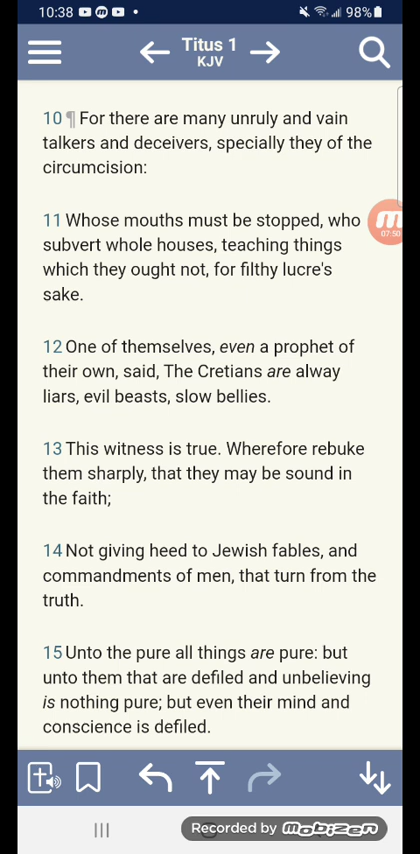 10:38 98%
Titus 1
KJV
10 ¶ For there are many unruly and vain
talkers and deceivers, specially they of the
circumcision:
11 Whose mouths must be stopped, who
subvert whole houses, teaching things
which they ought not, for filthy lucre's
sake.
07:50
12 One of themselves, even a prophet of
their own, said, The Cretians are alway
liars, evil beasts, slow bellies.
13 This witness is true. Wherefore rebuke
them sharply, that they may be sound in
the faith;
14 Not giving heed to Jewish fables, and
commandments of men, that turn from the
truth.
15 Unto the pure all things are pure: but
unto them that are defiled and unbelieving
is nothing pure; but even their mind and
conscience is defiled.
Recorded by mobizen